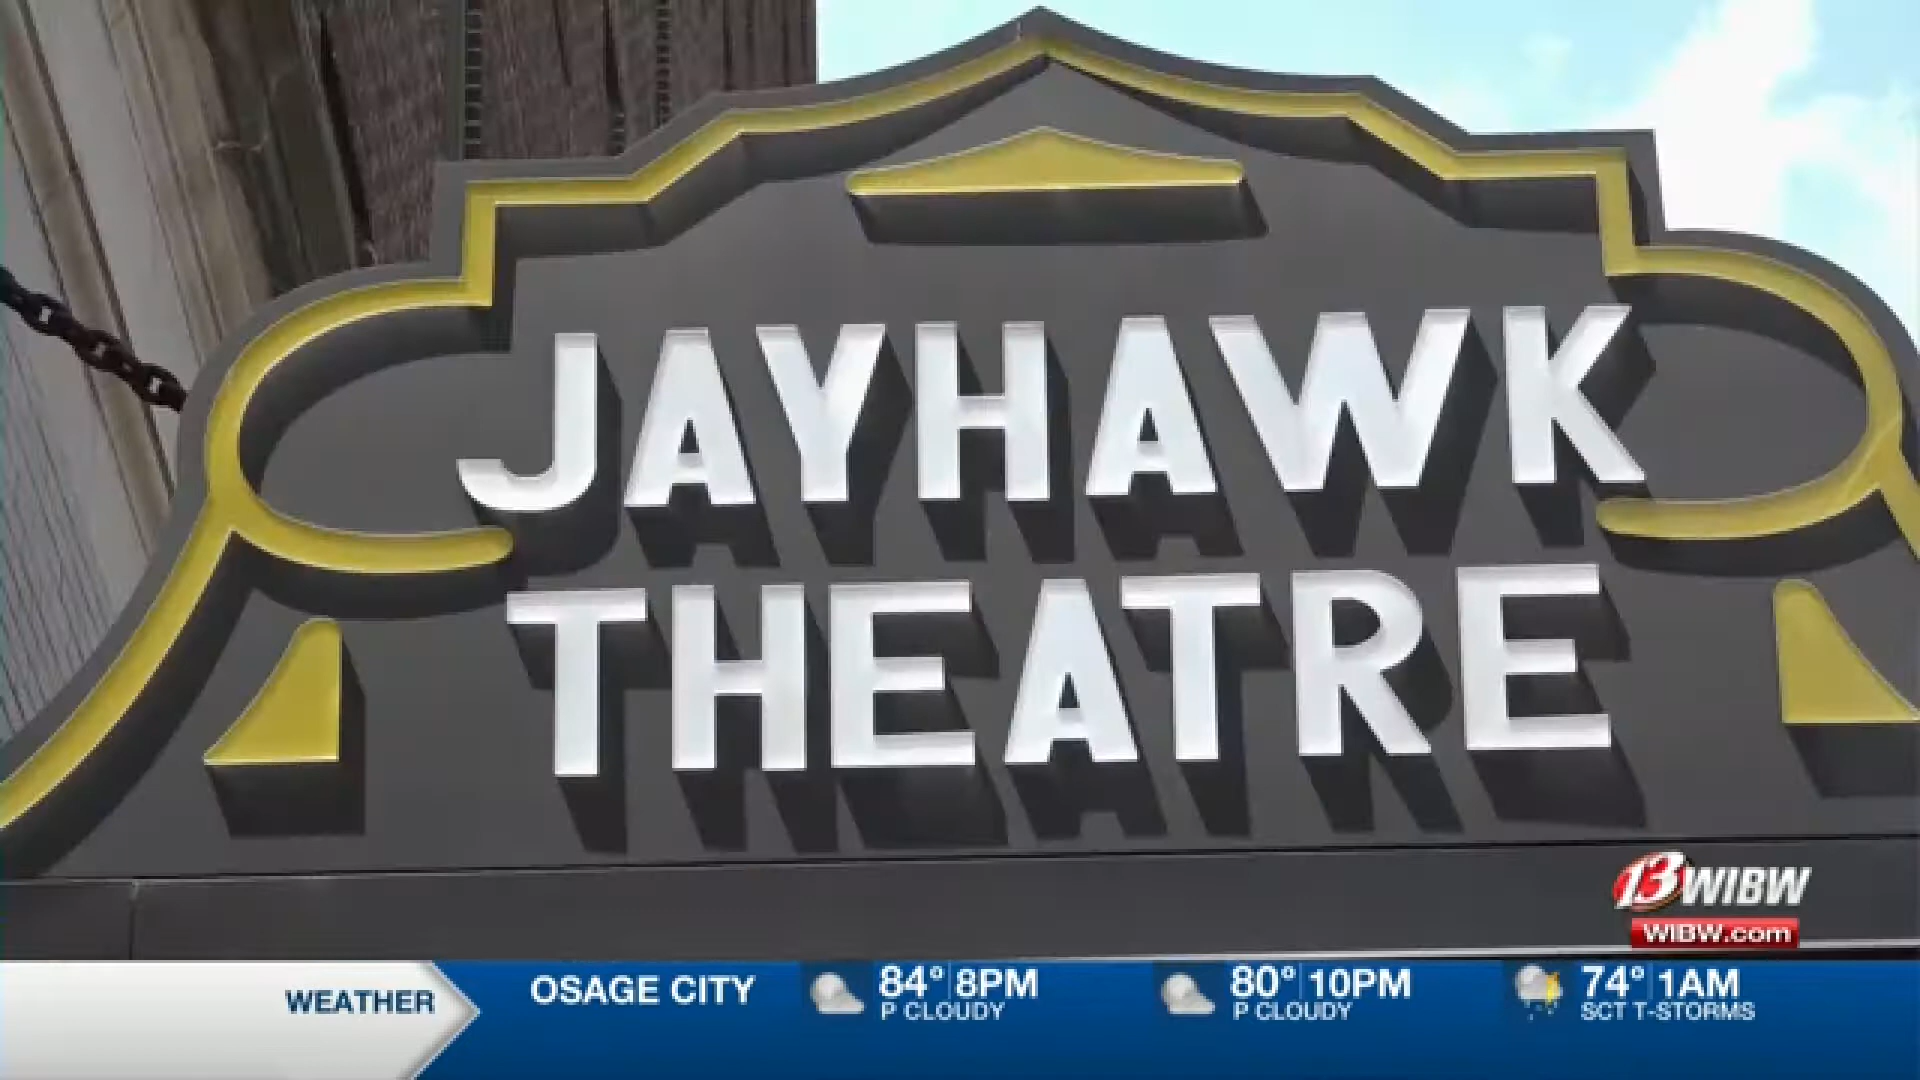 JAYHAWK
THEATRE
13 WIBW
WIBW.com
WEATHER
OSAGE CITY
84° 8PM
P CLOUDY
80° 10PM
P CLOUDY
74° 1AM
SCT T-STORMS